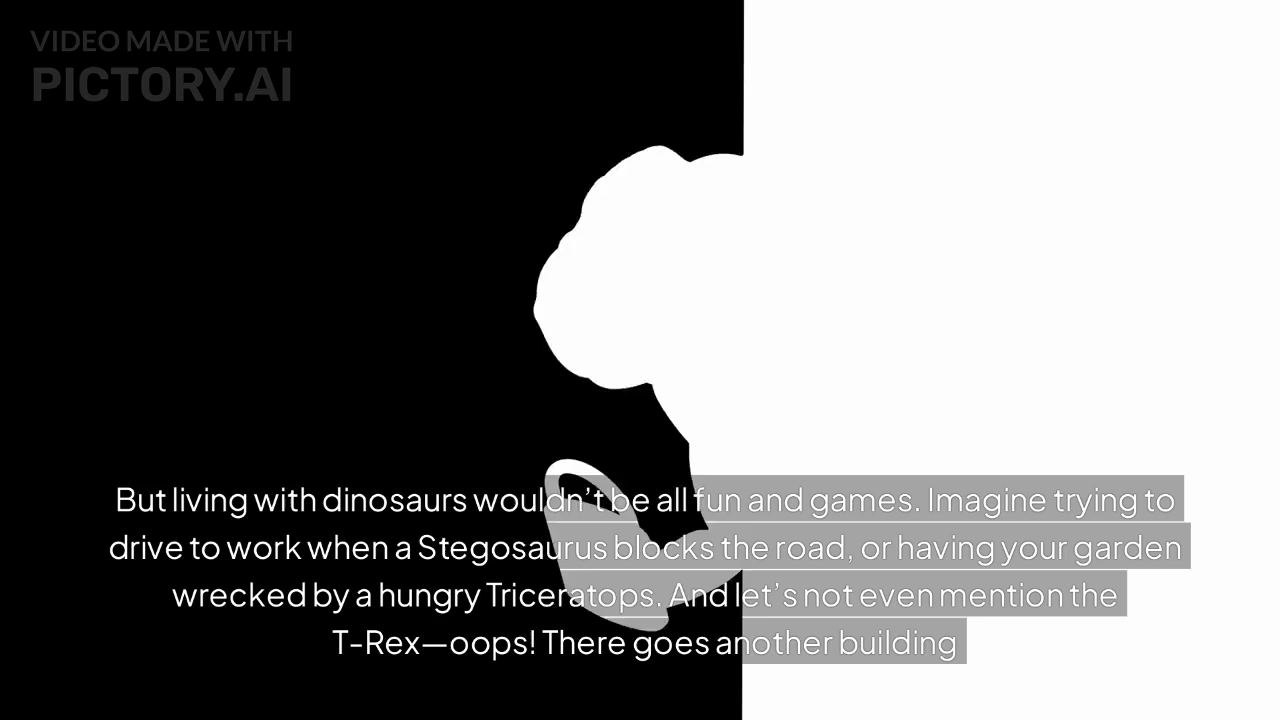 VIDEO MADE WITH
PICTORY.AI
But living with dinosaurs wouldn’t be all fun and games. Imagine trying to
drive to work when a Stegosaurus blocks the road, or having your garden
wrecked by a hungry Triceratops. And let’s not even mention the
T-Rex—oops! There goes another building